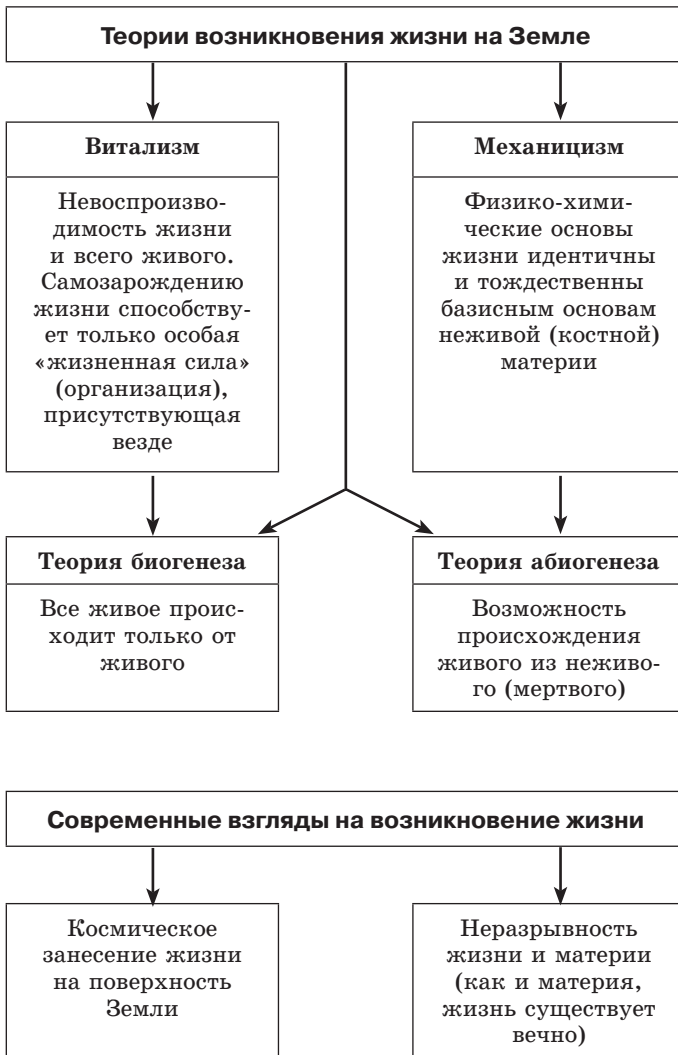 Теории возникновения жизни на Земле
Витализм
Невоспроизво-
димость жизни
и всего живого.
Самозарождению
жизни способству-
ет только особая
«жизненная сила»
(организация),
присутствующая
везде
Механицизм
Физико-хими-
ческие основы
жизни идентичны
и тождественны
базисным основам
неживой (костной)
материи
Теория биогенеза
Все живое проис-
ходит только от
живого
Теория абиогенеза
Возможность
происхождения
живого из неживо-
го (мертвого)
Современные взгляды на возникновение жизни
Космическое
занесение жизни
на поверхность
Земли
Неразрывность
жизни и материи
(как и материя,
жизнь существует
вечно)